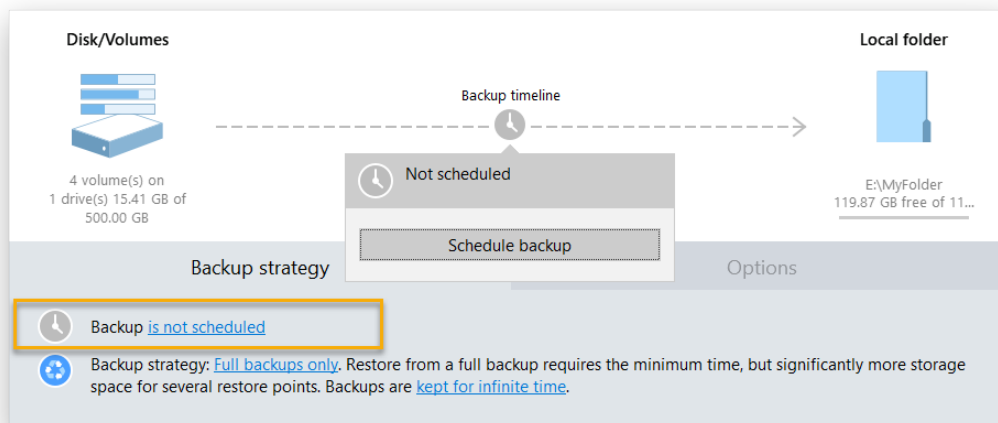 Disk/Volumes
Local folder
Backup timeline
Not scheduled
4 volume(s) on
1 drive(s) 15.41 GB of
500.00 GB
E:\MyFolder
119.87 GB free of 11...
Schedule backup
Backup strategy
Options
Backup is not scheduled
Backup strategy: Full backups only. Restore from a full backup requires the minimum time, but significantly more storage
space for several restore points. Backups are kept for infinite time.